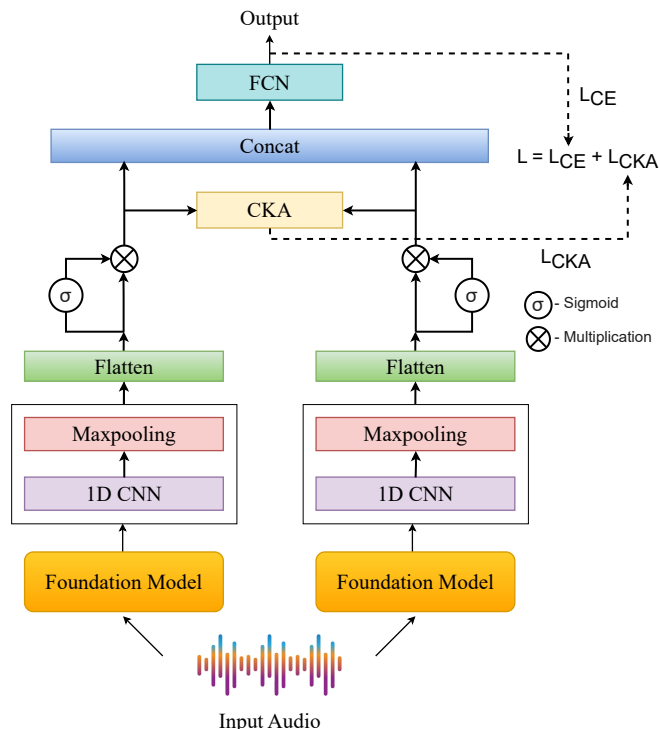 Output
FCN
L_CE
Concat
L = L_CE + L_CKA
CKA
L_CKA
σ
σ
σ - Sigmoid
- Multiplication
Flatten
Flatten
Maxpooling
Maxpooling
1D CNN
1D CNN
Foundation Model
Foundation Model
Input Audio